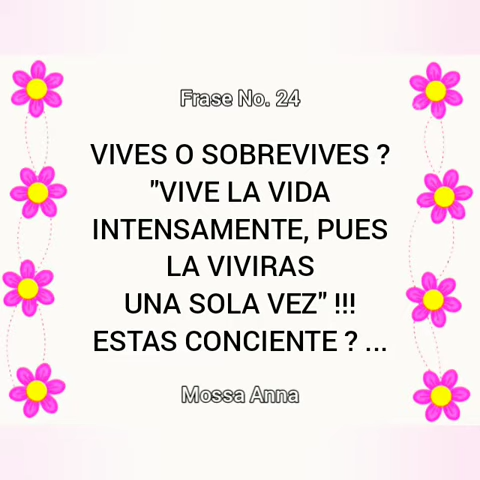 Frase No. 24
VIVES O SOBREVIVES ?
"VIVE LA VIDA
INTENSAMENTE, PUES
LA VIVIRAS
UNA SOLA VEZ" !!!
ESTAS CONCIENTE ? ...
Mossa Anna